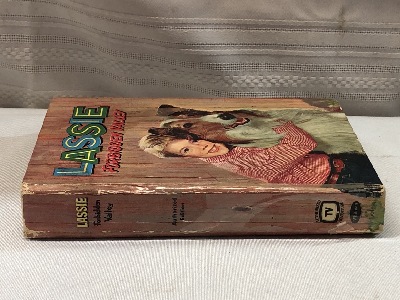 LASSIE
FORBIDDEN VALLEY
LASSIE
Forbidden
Valley
Authorized
Edition
TV